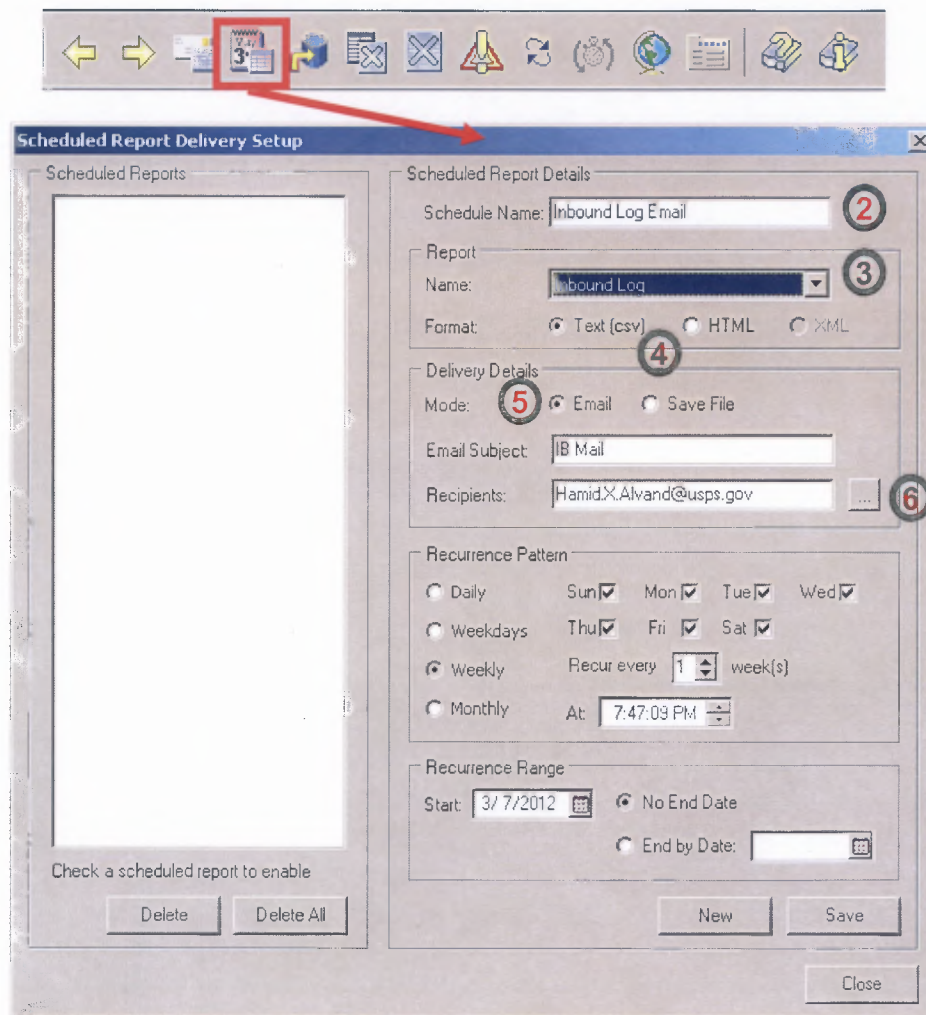 Scheduled Report Delivery Setup
Scheduled Reports
Check a scheduled report to enable
Delete Delete All
Scheduled Report Details
Schedule Name: Inbound Log Email 2
Report
Name: Inbound Log 3
Format: Text (csv) HTML XML
4
Delivery Details
Mode: 5 Email Save File
Email Subject: IB Mail
Recipients: Hamid.X.Alvand@usps.gov ... 6
Recurrence Pattern
Daily Sun Mon Tue Wed
Weekdays Thu Fri Sat
Weekly Recur every 1 week(s)
Monthly At: 7:47:09 PM
Recurrence Range
Start: 3/ 7/2012 No End Date
End by Date:
New Save
Close